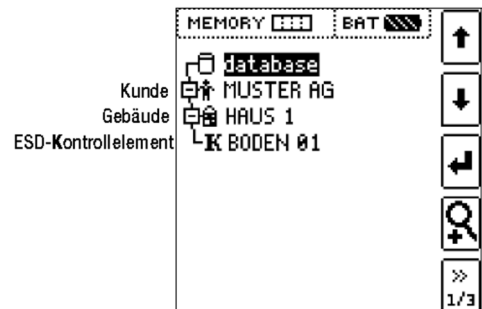 MEMORY BAT
database
Kunde MUSTER AG
Gebäude HAUS 1
ESD-Kontrollelement K BODEN 01
>>
1/3